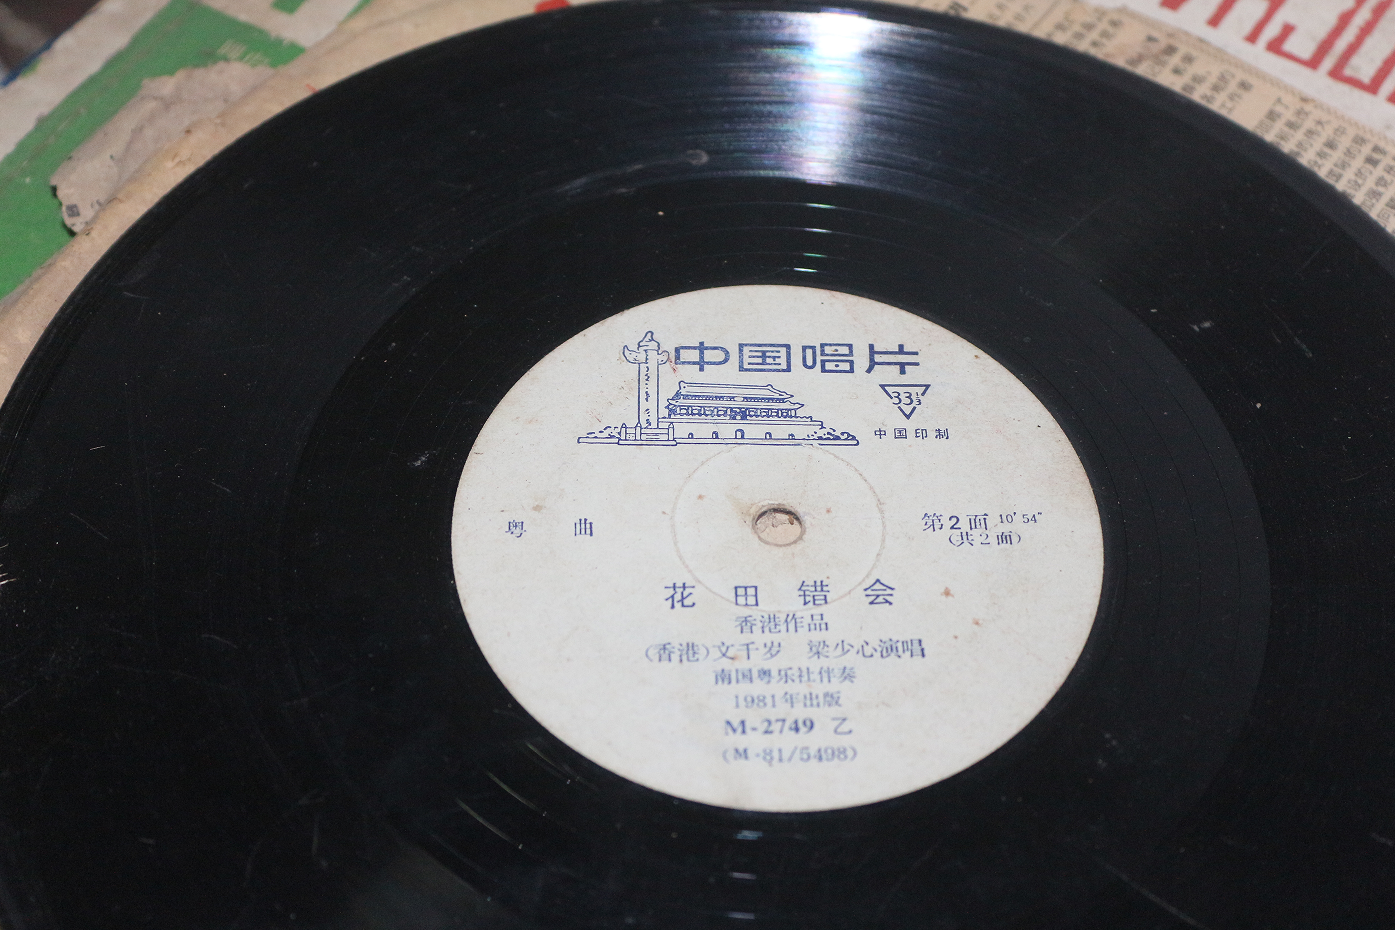 中国唱片
33⅓
中国印制
粤 曲
第2面 10′54″
(共2面)
花田错会
香港作品
(香港)文千岁 梁少心演唱
南国粤乐社伴奏
1981年出版
M-2749 乙
(M-81/5498)